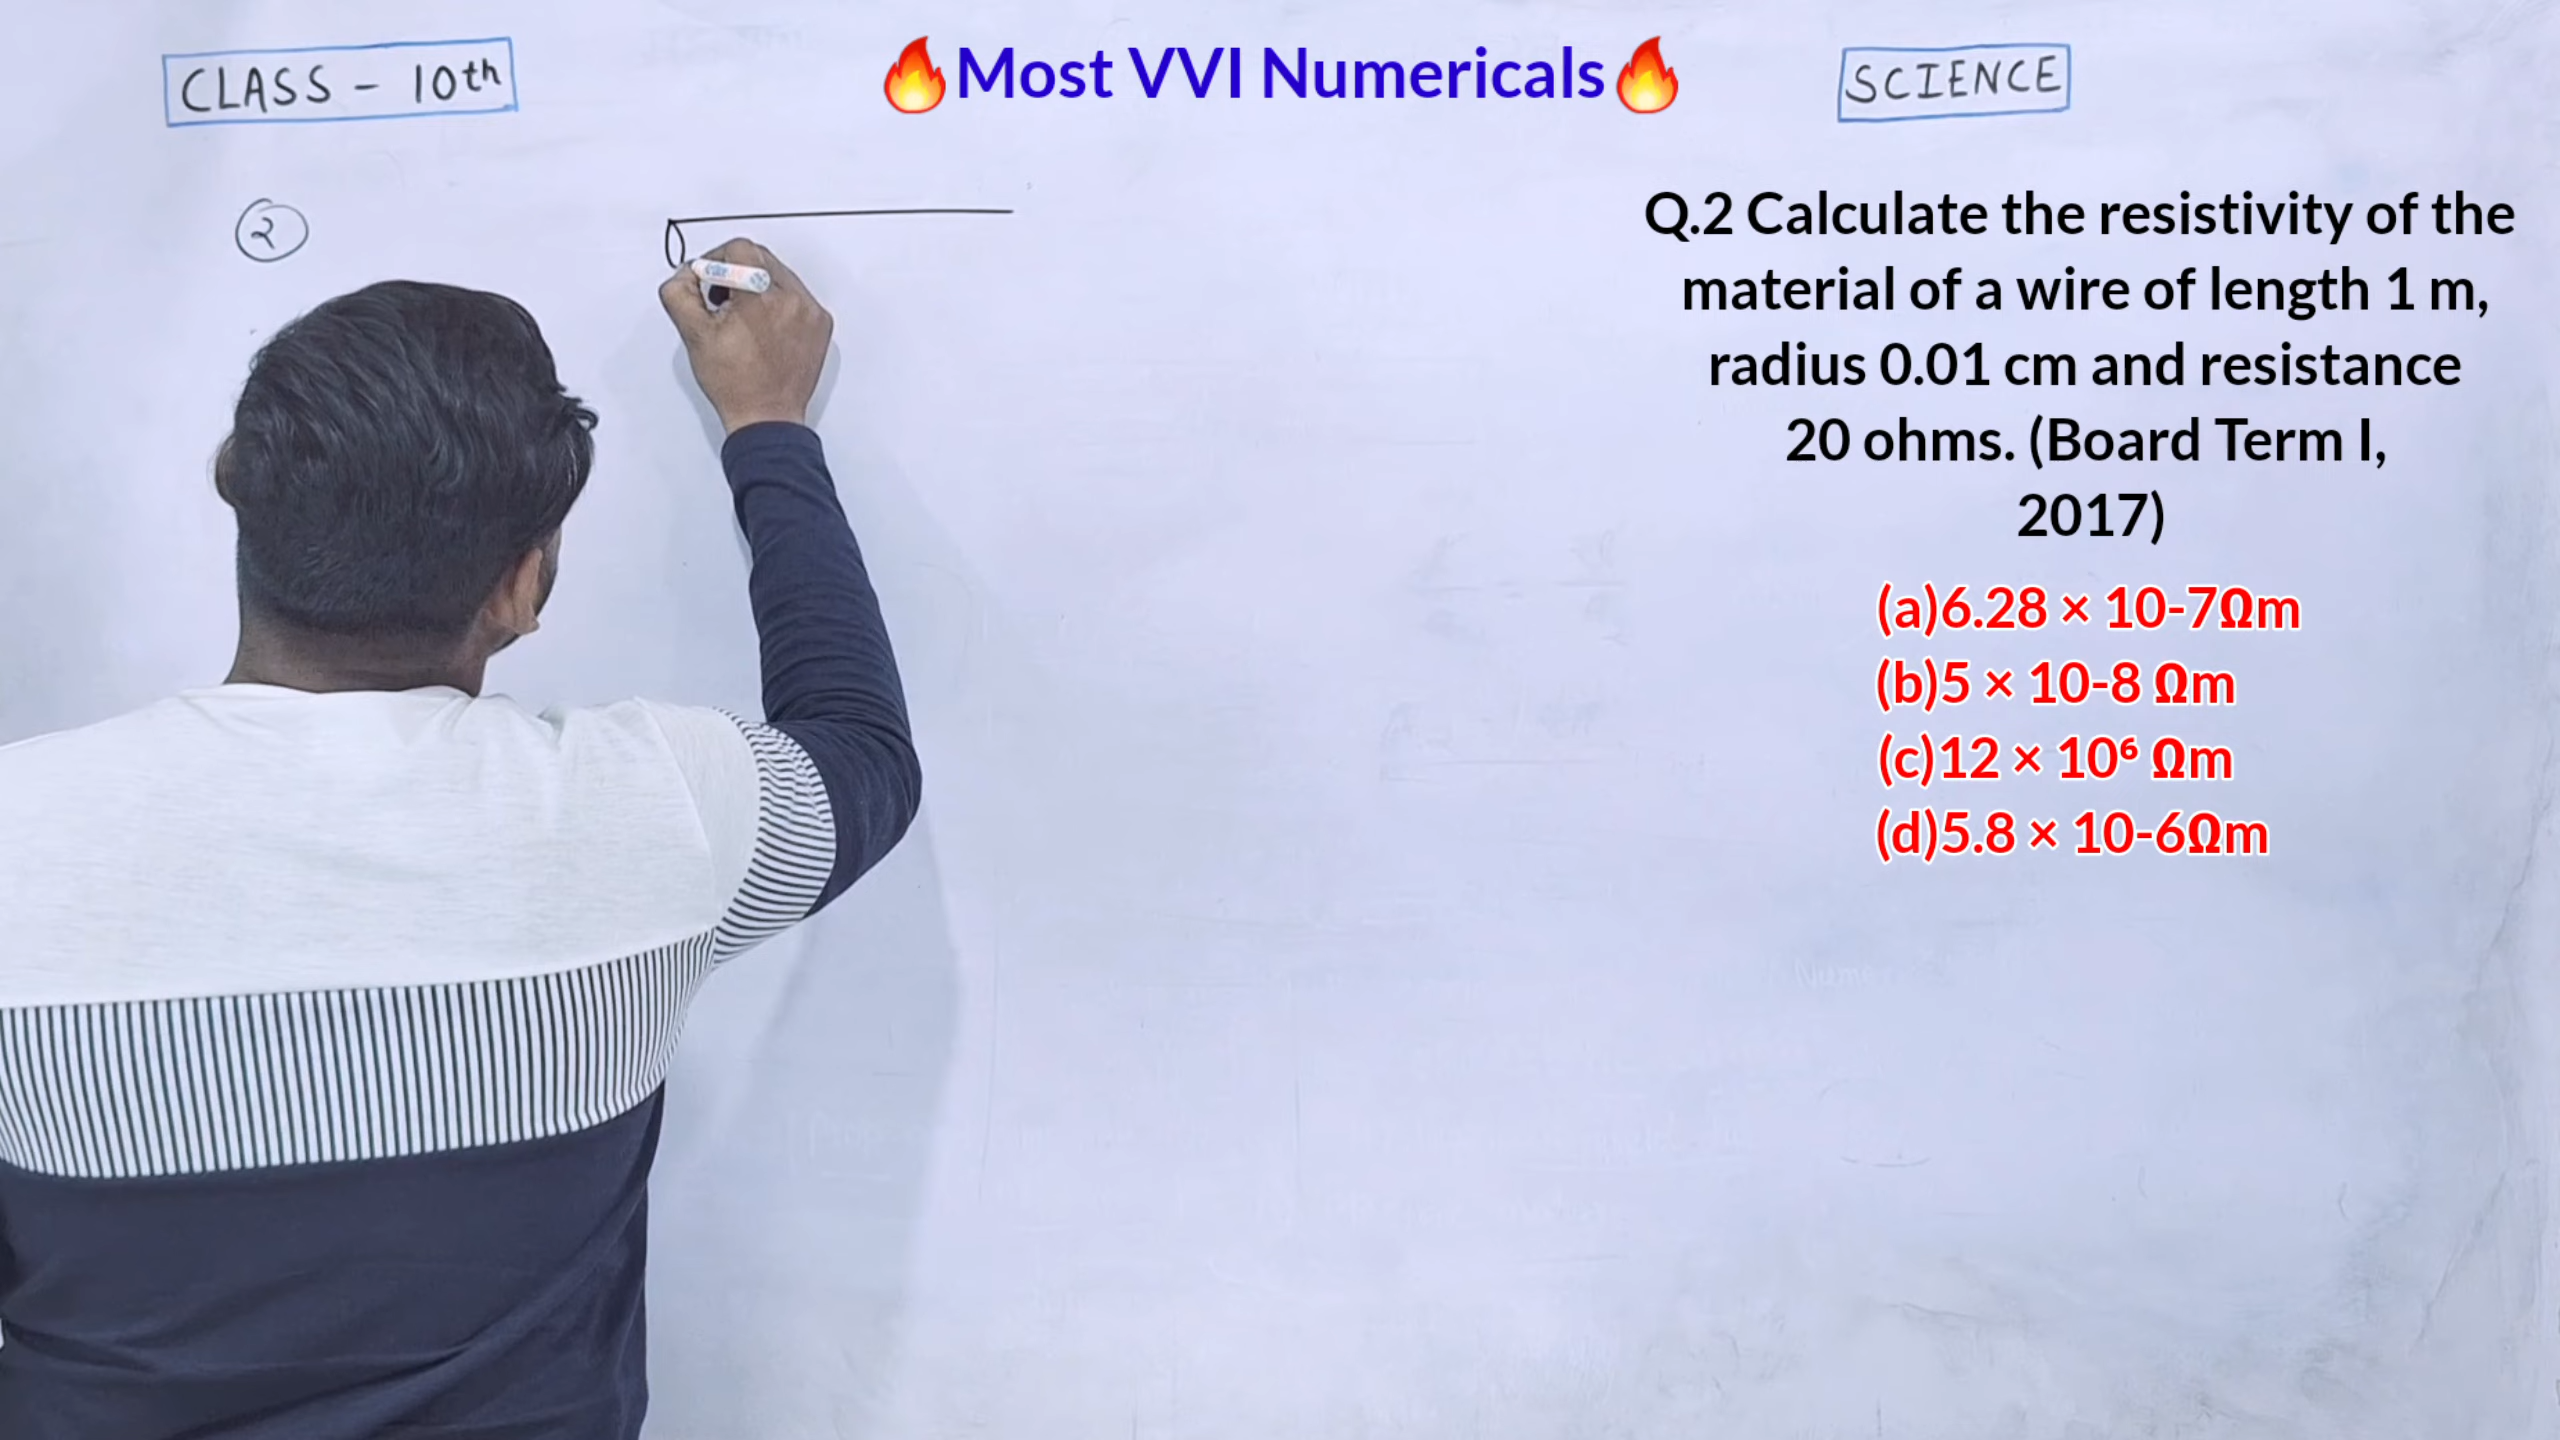 CLASS - 10th
🔥Most VVI Numericals🔥
SCIENCE
2
Q.2 Calculate the resistivity of the
material of a wire of length 1 m,
radius 0.01 cm and resistance
20 ohms. (Board Term I,
2017)
(a)6.28 × 10-7Ωm
(b)5 × 10-8 Ωm
(c)12 × 10⁶ Ωm
(d)5.8 × 10-6Ωm